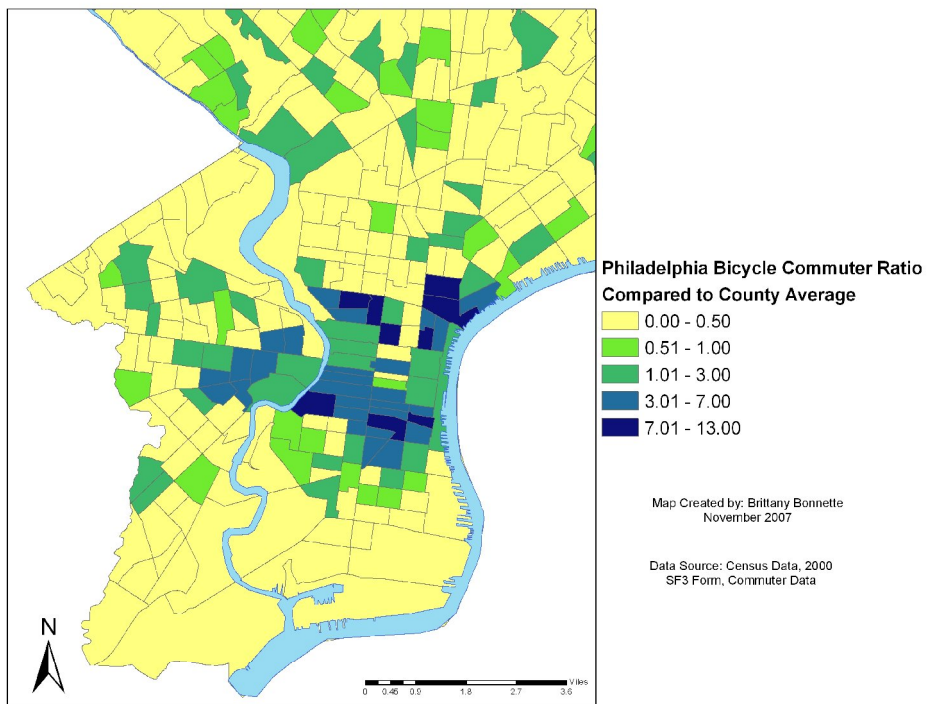 Philadelphia Bicycle Commuter Ratio
Compared to County Average
0.00 - 0.50
0.51 - 1.00
1.01 - 3.00
3.01 - 7.00
7.01 - 13.00
Map Created by: Brittany Bonnette
November 2007
Data Source: Census Data, 2000
SF3 Form, Commuter Data
N
Miles
0 0.45 0.9 1.8 2.7 3.6